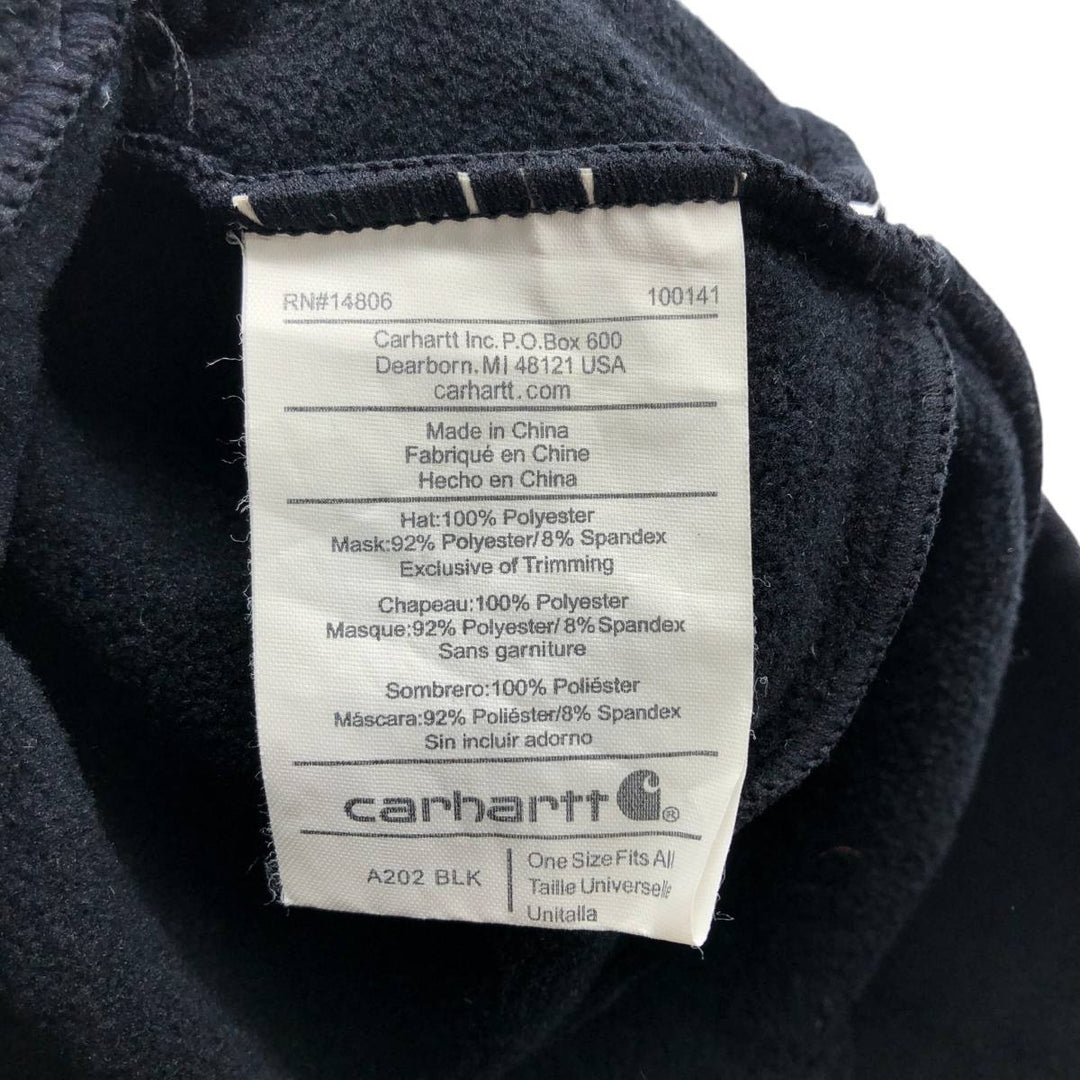 RN#14806 100141
Carhartt Inc. P.O.Box 600
Dearborn, MI 48121 USA
carhartt.com
Made in China
Fabriqué en Chine
Hecho en China
Hat:100% Polyester
Mask:92% Polyester/8% Spandex
Exclusive of Trimming
Chapeau:100% Polyester
Masque:92% Polyester/8% Spandex
Sans garniture
Sombrero:100% Poliéster
Máscara:92% Poliéster/8% Spandex
Sin incluir adorno
carhartt ®
A202 BLK
One Size Fits All
Taille Universelle
Unitalla